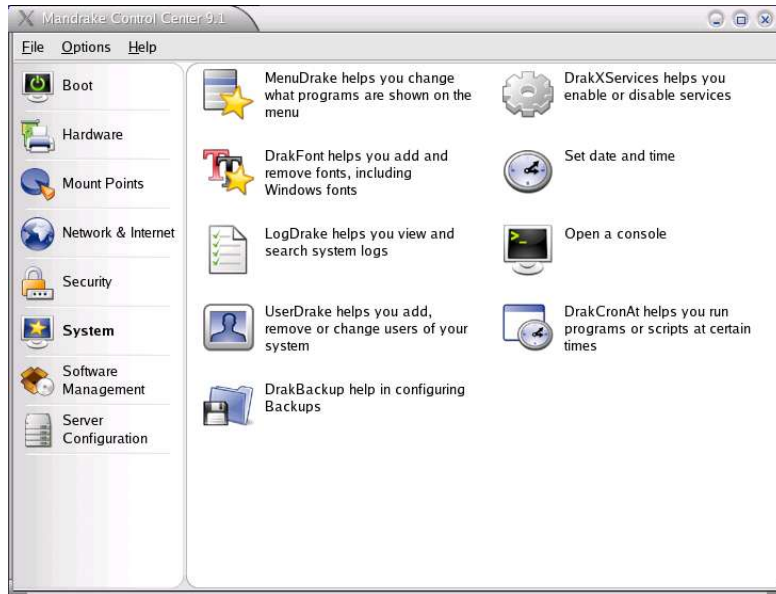 Mandrake Control Center 9.1
File Options Help
Boot
Hardware
Mount Points
Network & Internet
Security
System
Software
Management
Server
Configuration
MenuDrake helps you change
what programs are shown on the
menu
DrakXServices helps you
enable or disable services
DrakFont helps you add and
remove fonts, including
Windows fonts
Set date and time
LogDrake helps you view and
search system logs
Open a console
UserDrake helps you add,
remove or change users of your
system
DrakCronAt helps you run
programs or scripts at certain
times
DrakBackup help in configuring
Backups